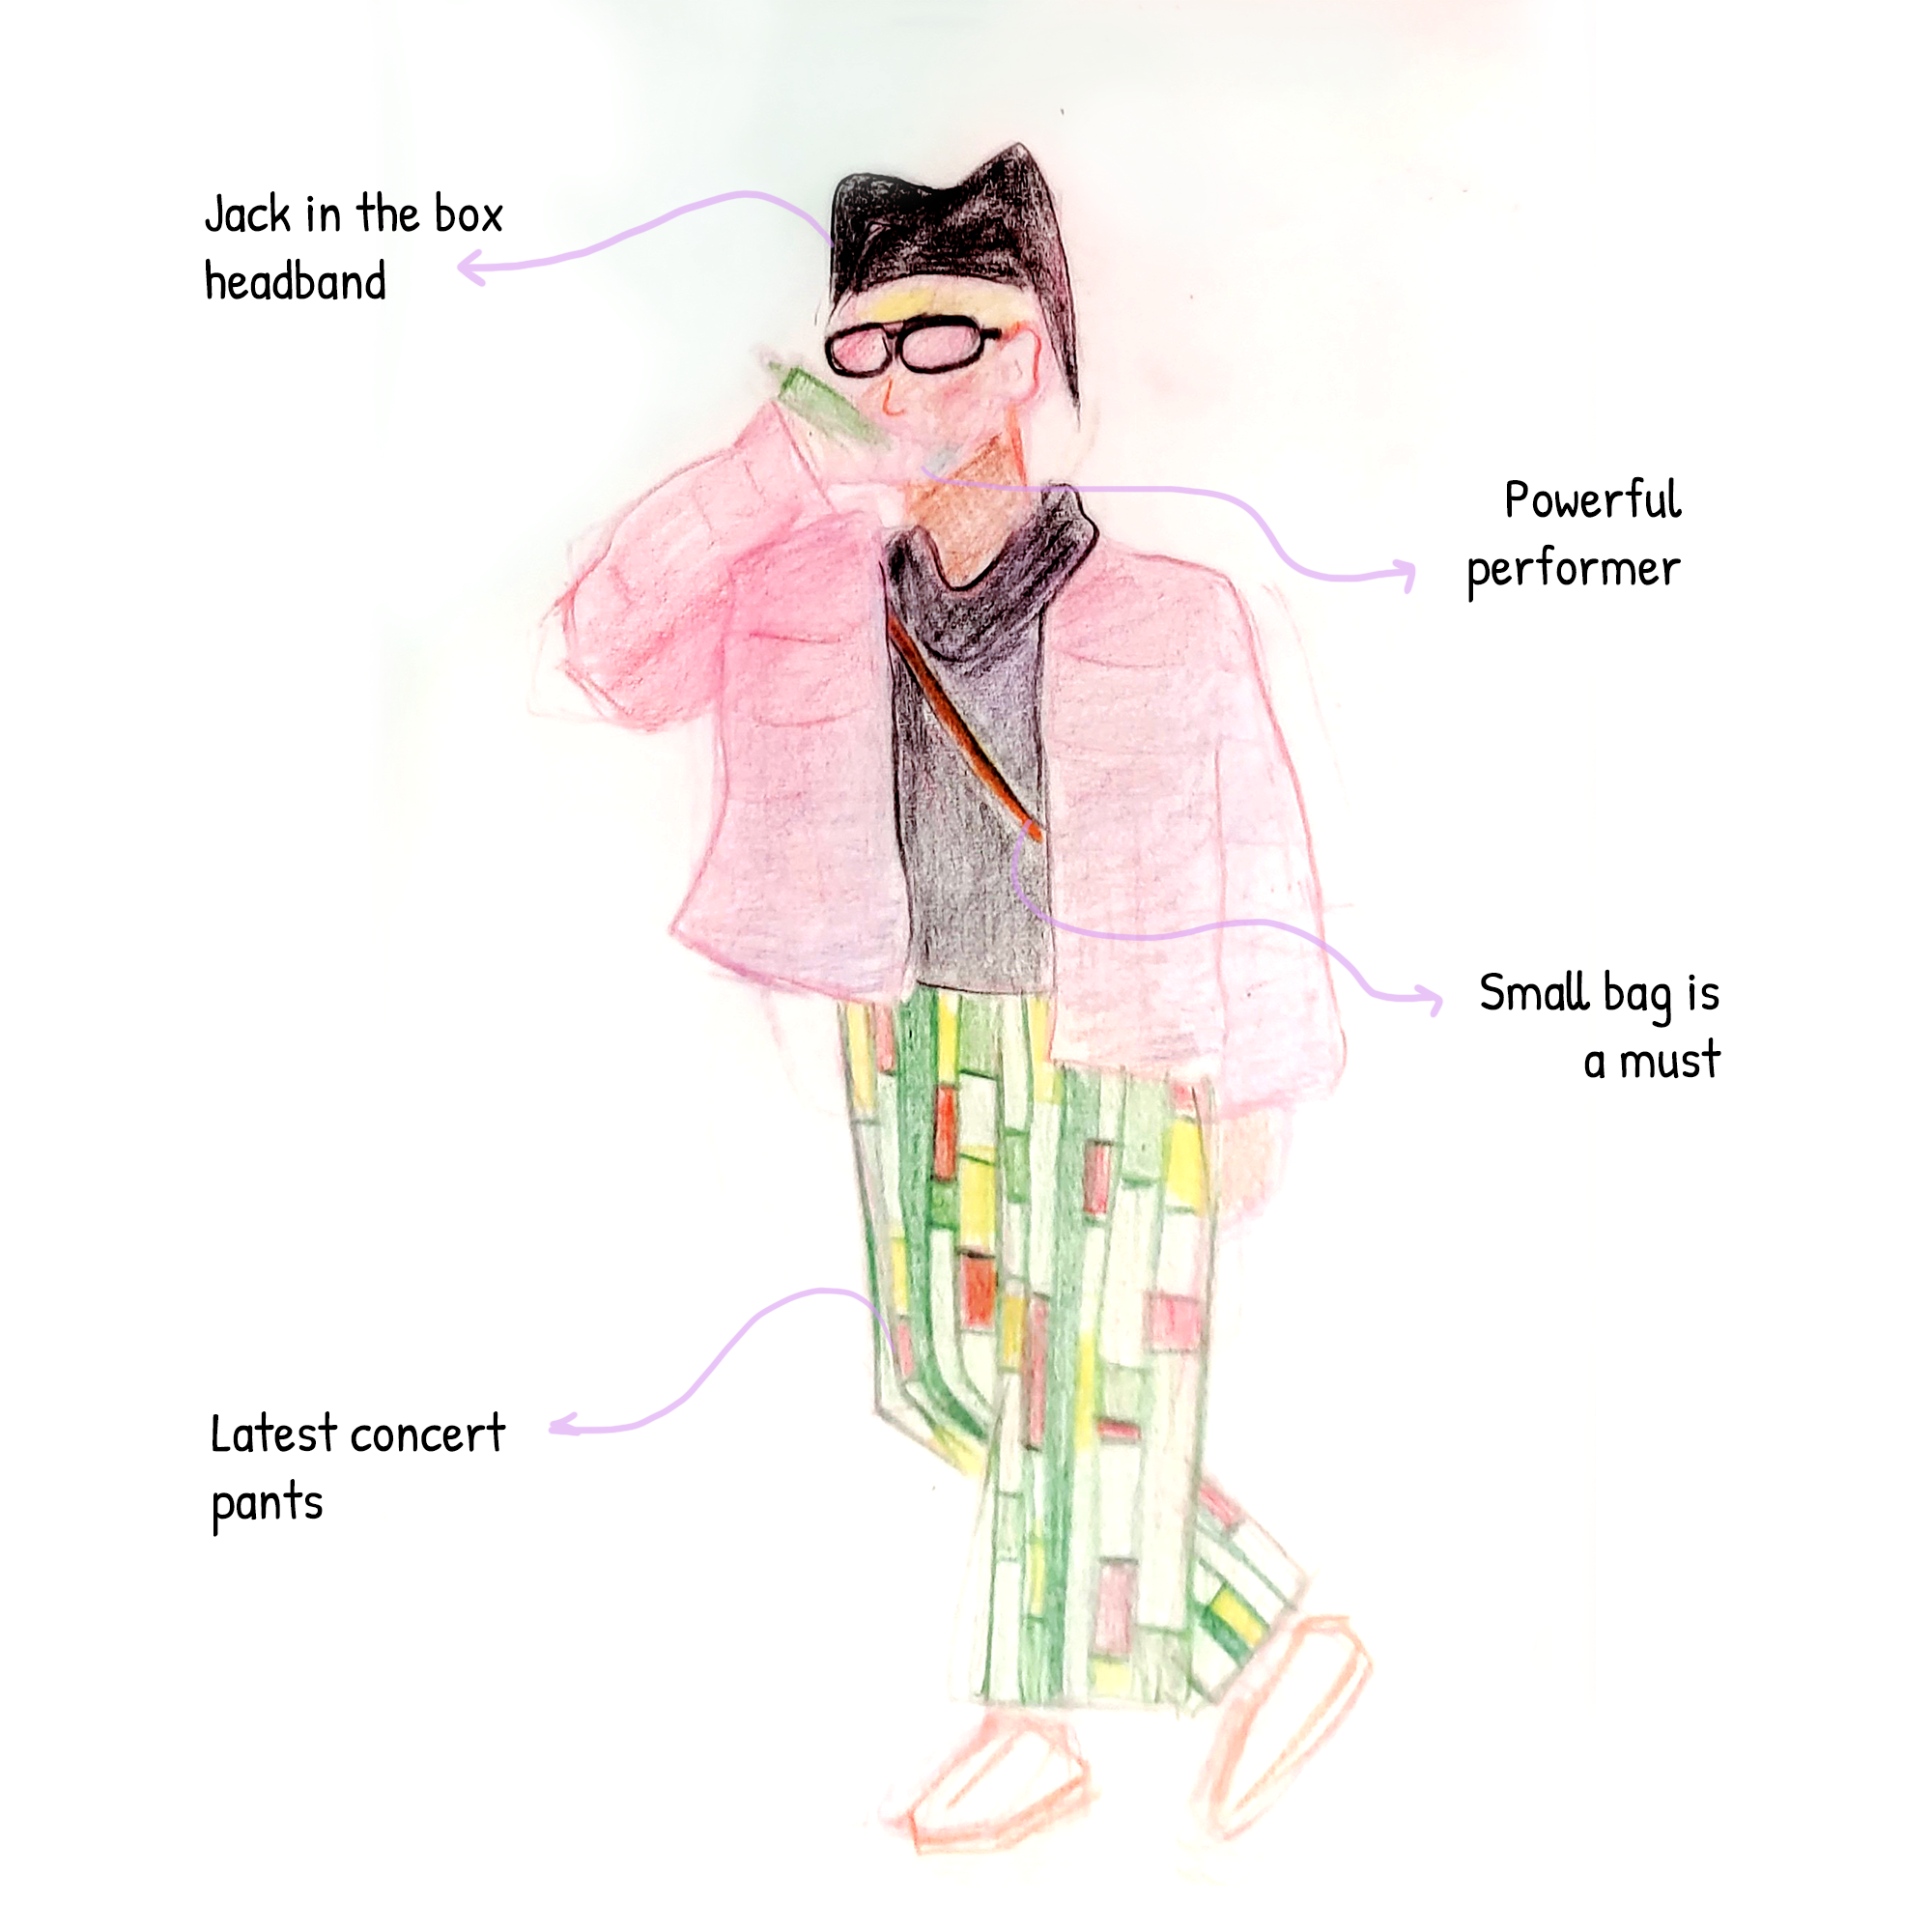 Jack in the box
headband
Powerful
performer
Small bag is
a must
Latest concert
pants